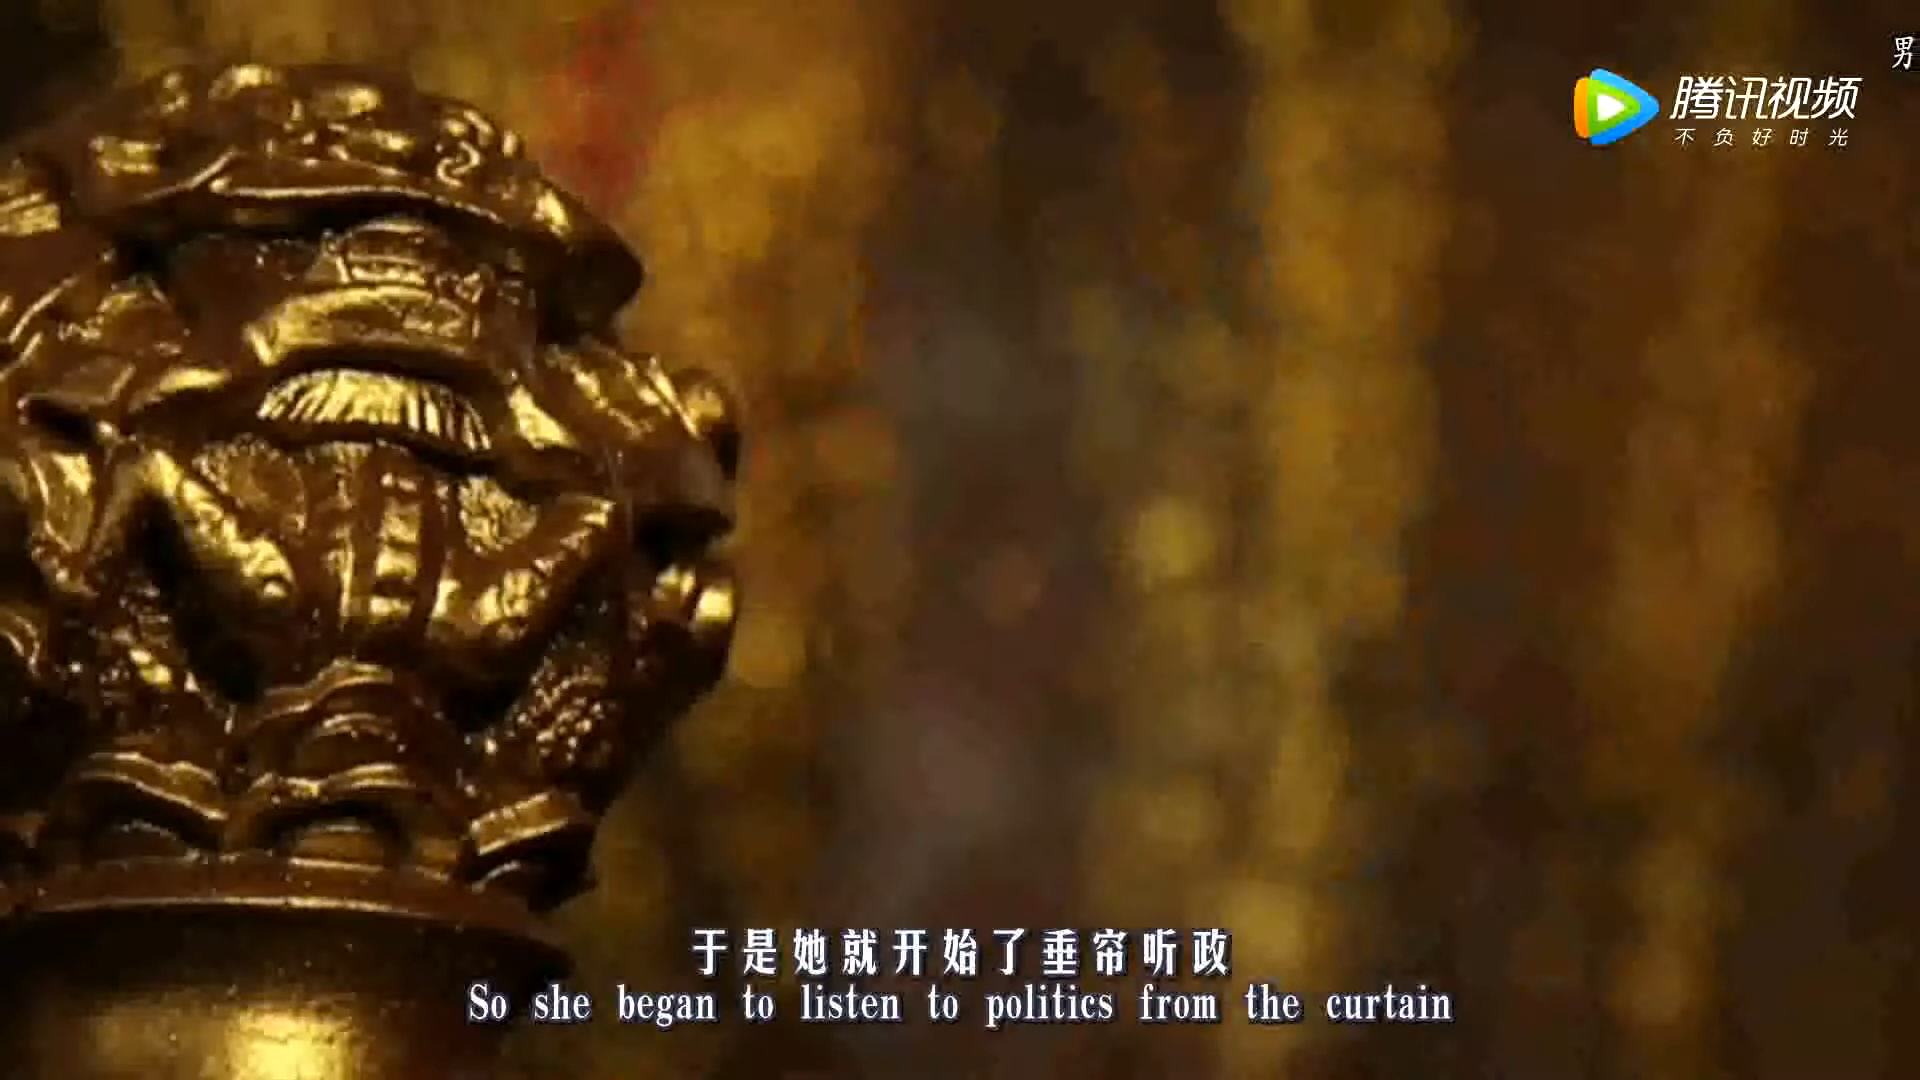 男
腾讯视频
不负好时光
于是她就开始了垂帘听政
So she began to listen to politics from the curtain